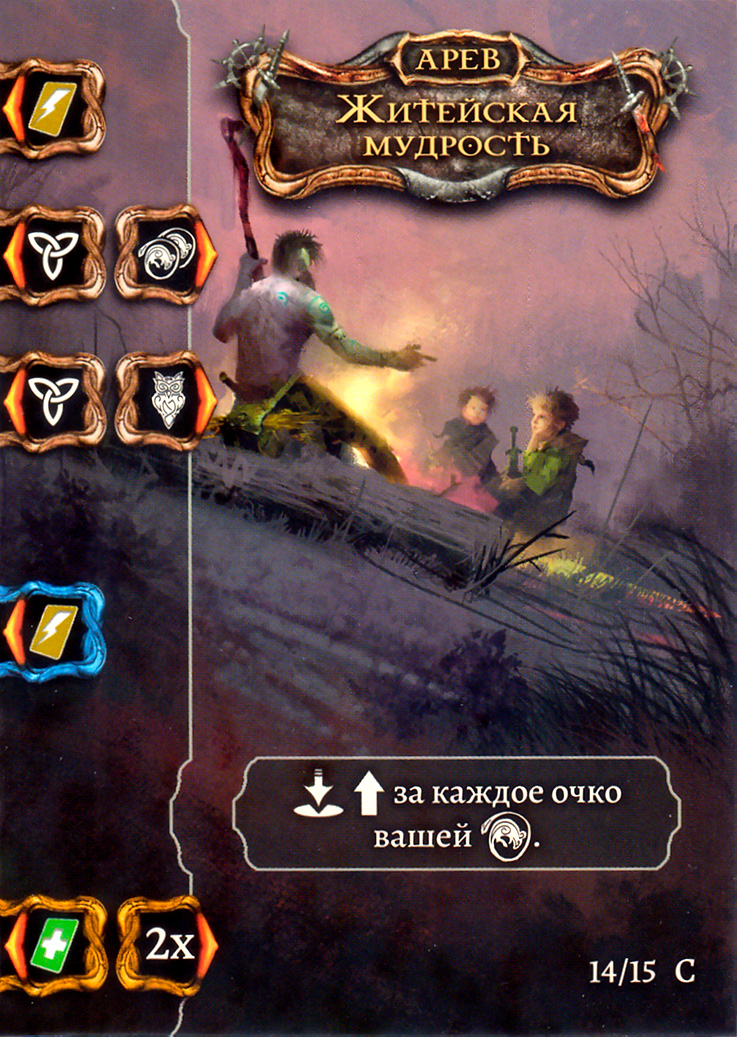 АРЕВ
Житейская
мудрость
за каждое очко
вашей .
2x
14/15 C